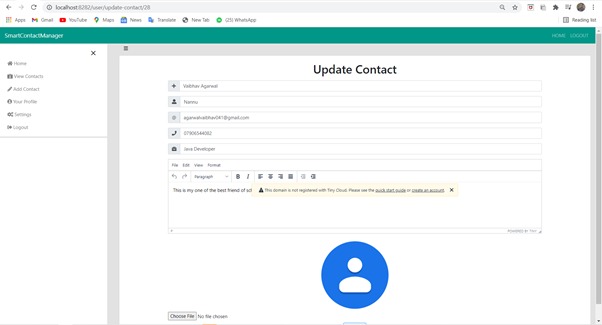 localhost:8282/user/update-contact/28
Apps Gmail YouTube Maps News Translate New Tab (25) WhatsApp Reading list
SmartContactManager HOME LOGOUT
Home
View Contacts
Add Contact
Your Profile
Settings
Logout
Update Contact
Vaibhav Agarwal
Nannu
@ agarwalvaibhav041@gmail.com
07906544082
Java Developer
File Edit View Format
Paragraph B I
This is my one of the best friend of scl
This domain is not registered with Tiny Cloud. Please see the quick start guide or create an account.
P POWERED BY TINY
Choose File No file chosen